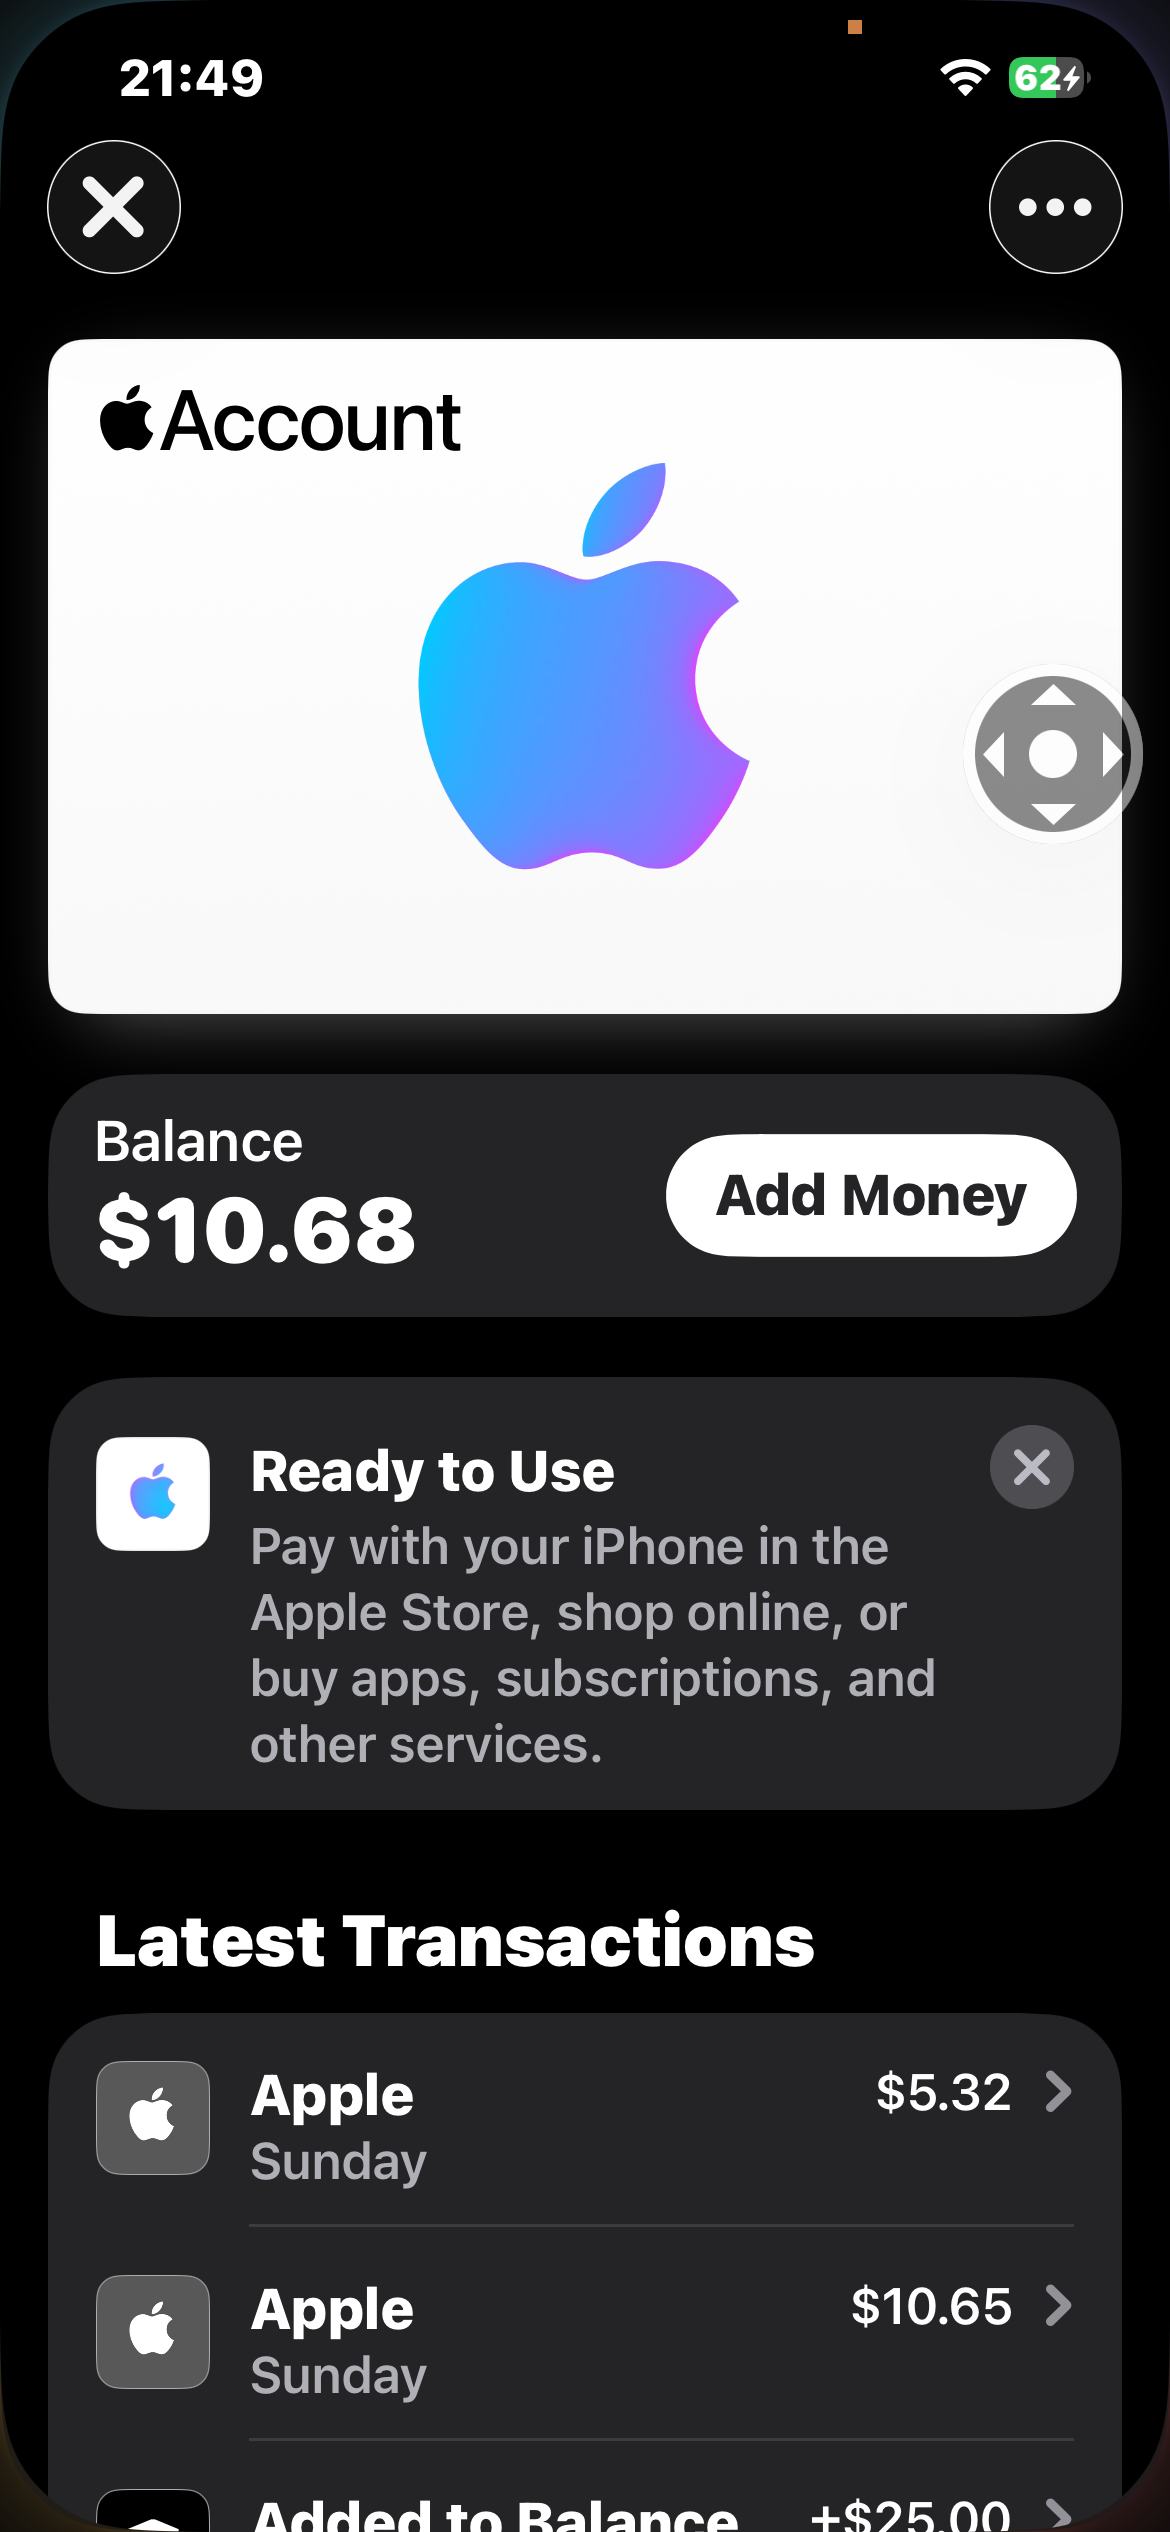 21:49
62
Account
Balance
$10.68
Add Money
Ready to Use
Pay with your iPhone in the
Apple Store, shop online, or
buy apps, subscriptions, and
other services.
Latest Transactions
Apple
$5.32
Sunday
Apple
$10.65
Sunday
Added to Balance
+$25.00